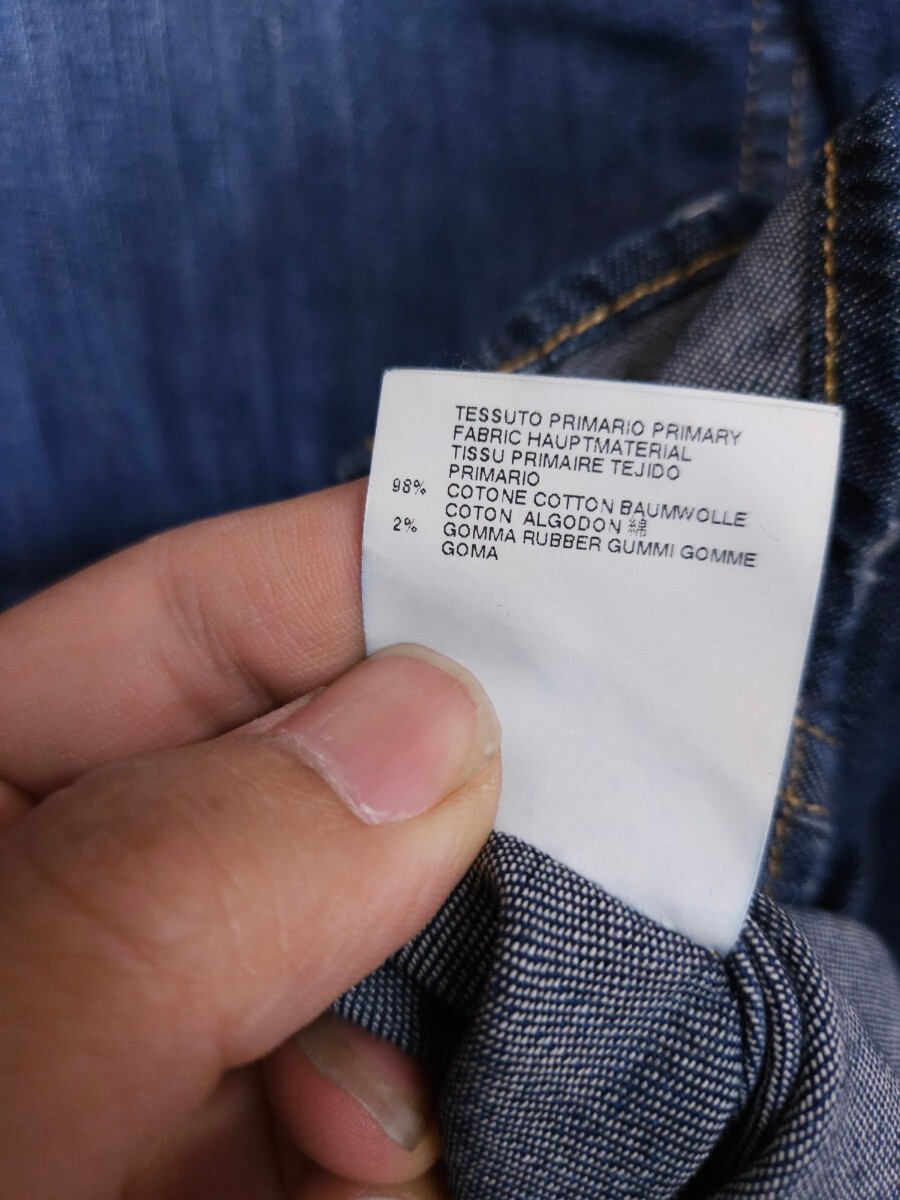 TESSUTO PRIMARIO PRIMARY
FABRIC HAUPTMATERIAL
TISSU PRIMAIRE TEJIDO
PRIMARIO
98% COTONE COTTON BAUMWOLLE
COTON ALGODON 綿
2% GOMMA RUBBER GUMMI GOMME
GOMA